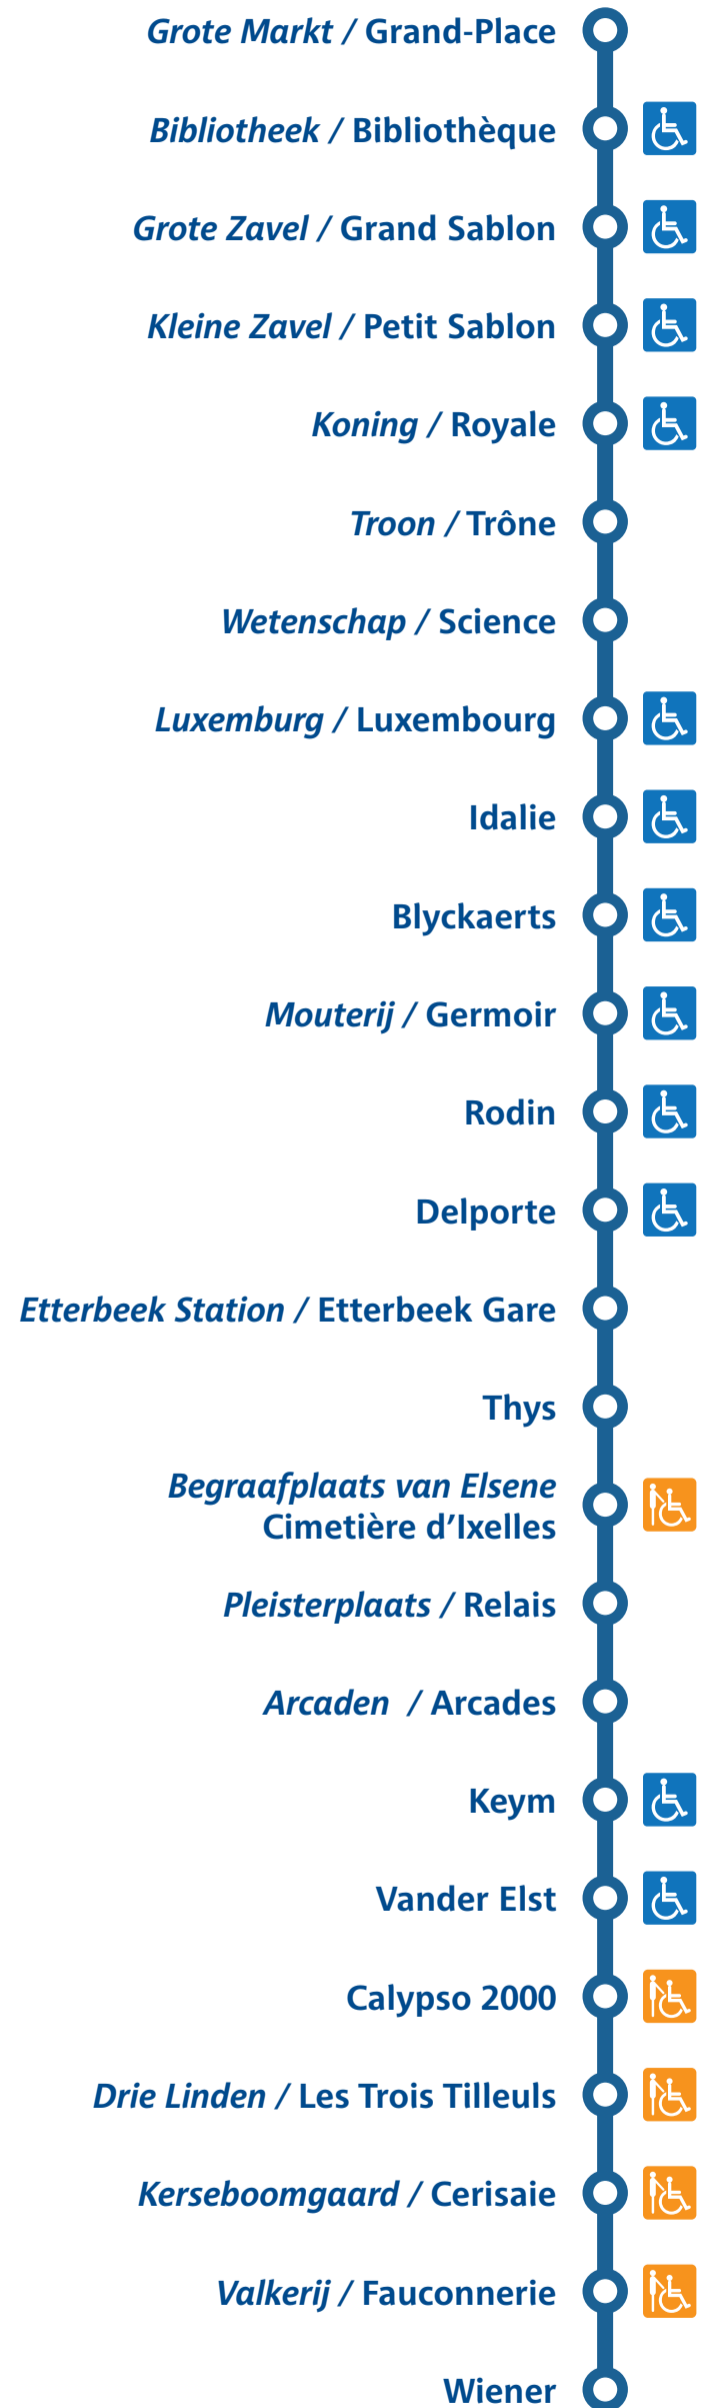 Grote Markt / Grand-Place
Bibliotheek / Bibliothèque
Grote Zavel / Grand Sablon
Kleine Zavel / Petit Sablon
Koning / Royale
Troon / Trône
Wetenschap / Science
Luxemburg / Luxembourg
Idalie
Blyckaerts
Mouterij / Germoir
Rodin
Delporte
Etterbeek Station / Etterbeek Gare
Thys
Begraafplaats van Elsene
Cimetière d’Ixelles
Pleisterplaats / Relais
Arcaden / Arcades
Keym
Vander Elst
Calypso 2000
Drie Linden / Les Trois Tilleuls
Kerseboomgaard / Cerisaie
Valkerij / Fauconnerie
Wiener